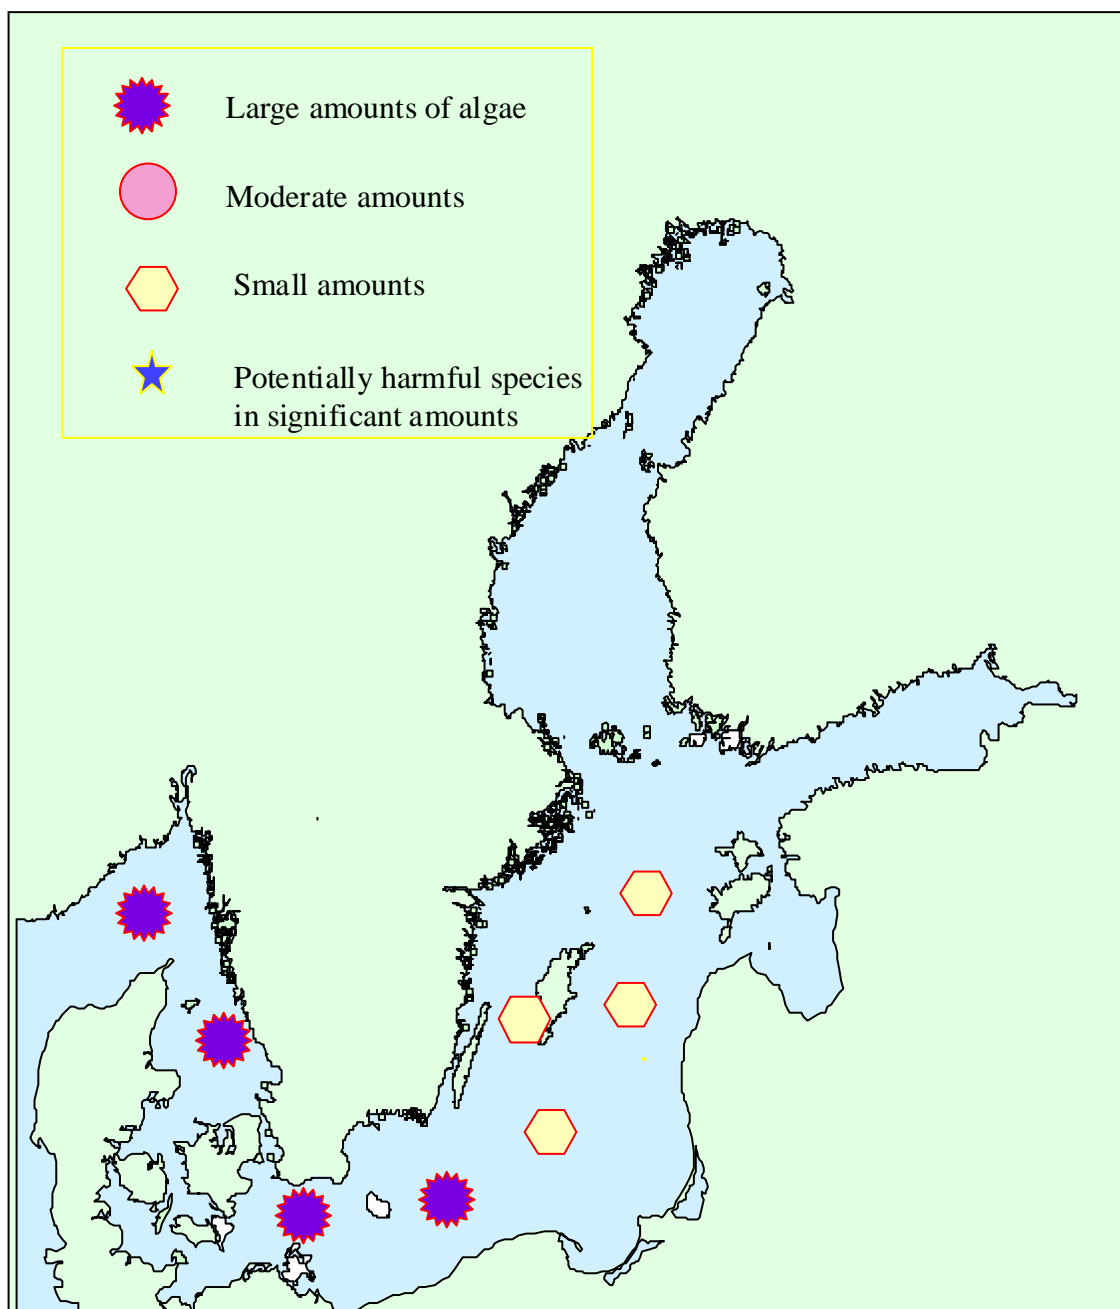 Large amounts of algae
Moderate amounts
Small amounts
Potentially harmful species
in significant amounts